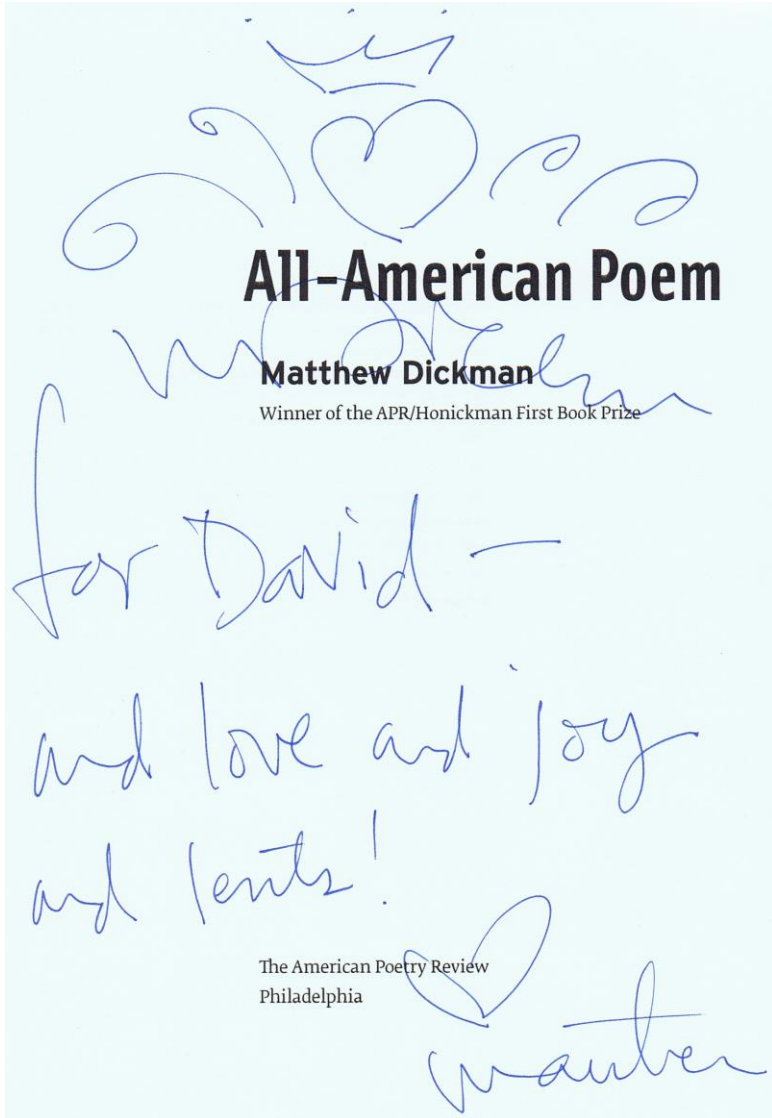 All-American Poem
Matthew Dickman
Winner of the APR/Honickman First Book Prize
for David —
and love and joy
and lents!
The American Poetry Review
Philadelphia